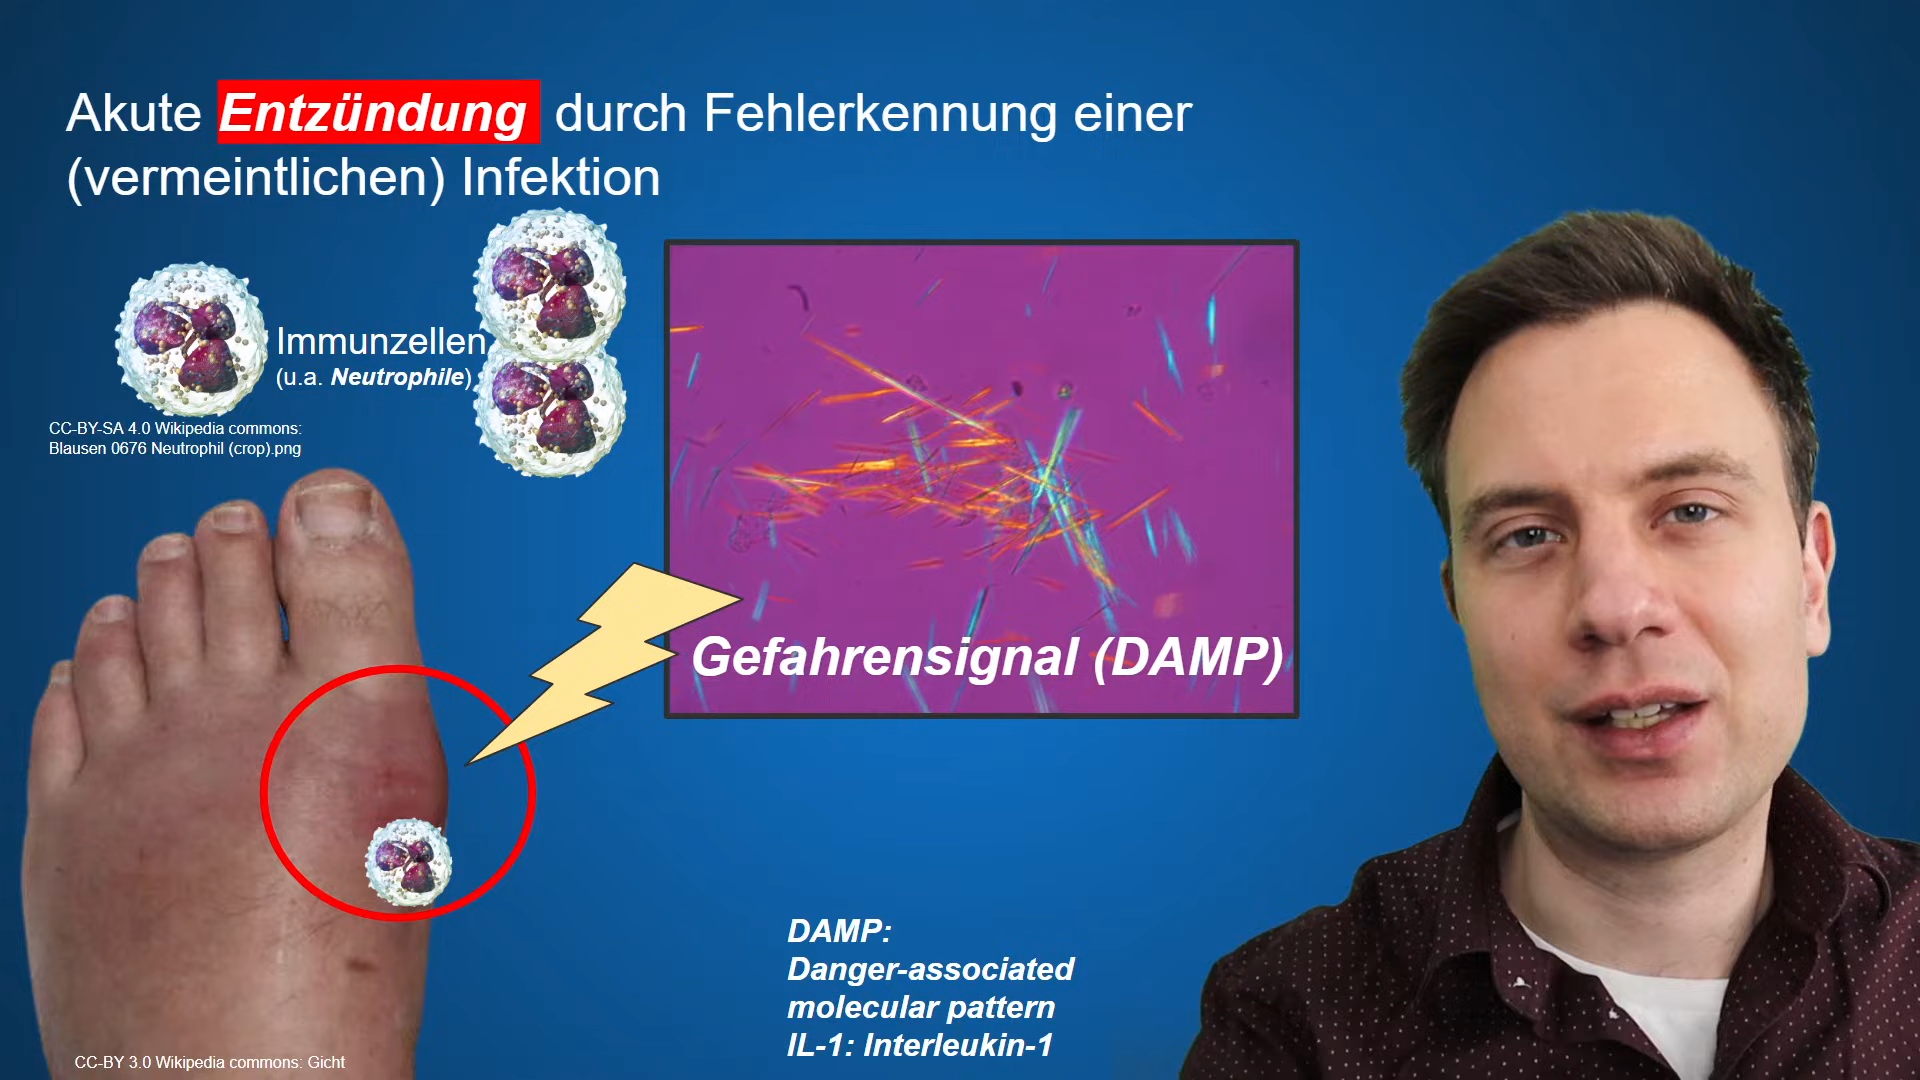 Akute Entzündung durch Fehlerkennung einer
(vermeintlichen) Infektion
Immunzellen
(u.a. Neutrophile)
CC-BY-SA 4.0 Wikipedia commons:
Blausen 0676 Neutrophil (crop).png
Gefahrensignal (DAMP)
DAMP:
Danger-associated
molecular pattern
IL-1: Interleukin-1
CC-BY 3.0 Wikipedia commons: Gicht